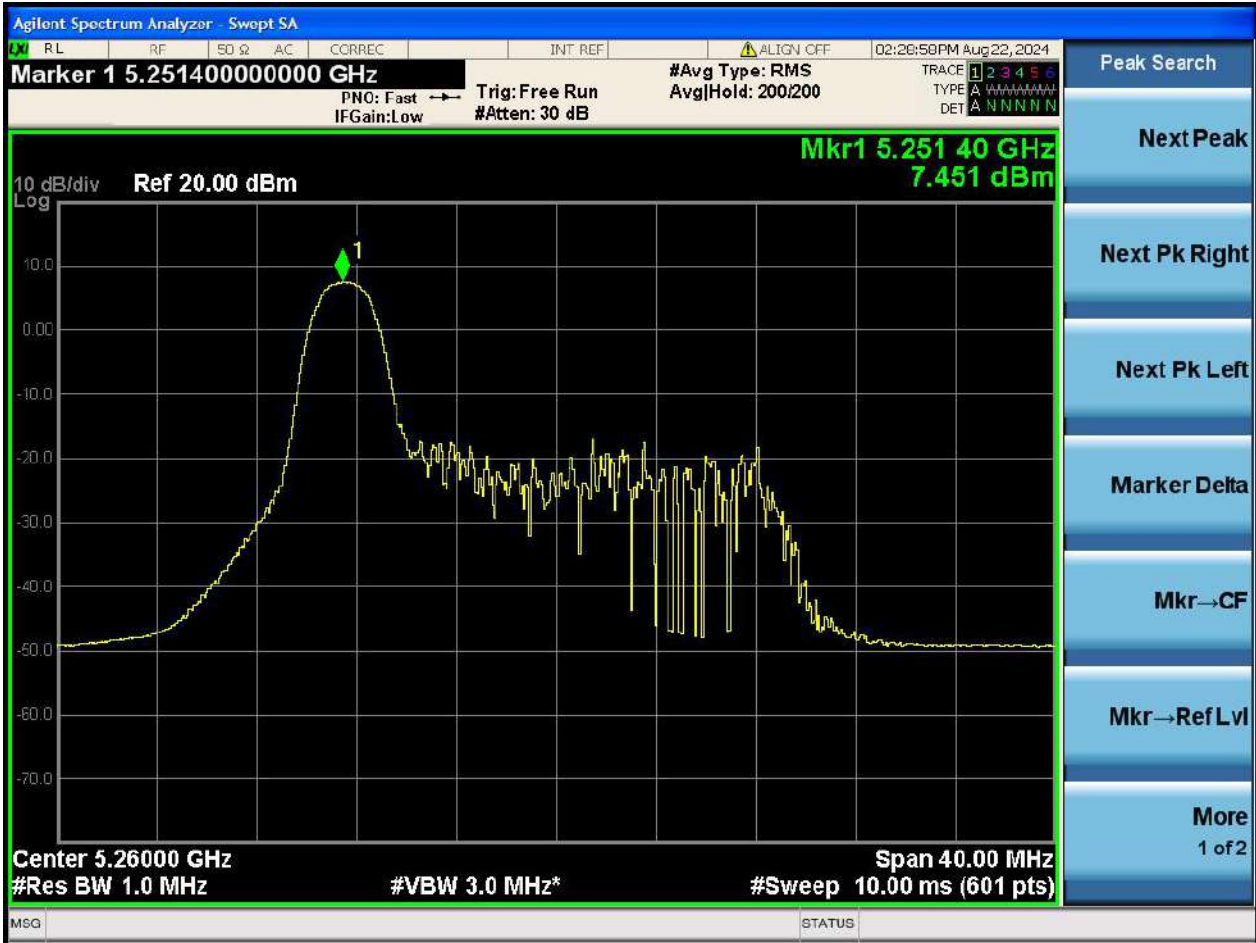 Agilent Spectrum Analyzer - Swept SA
LXI RL RF 50 Ω AC CORREC INT REF ALIGN OFF 02:28:58 PM Aug 22, 2024
Marker 1 5.251400000000 GHz
PNO: Fast
IFGain:Low
Trig: Free Run
#Atten: 30 dB
#Avg Type: RMS
Avg|Hold: 200/200
TRACE 1 2 3 4 5 6
TYPE A WWWWW
DET A N N N N N
Mkr1 5.251 40 GHz
7.451 dBm
10 dB/div Ref 20.00 dBm
Log
1
10.0
0.00
-10.0
-20.0
-30.0
-40.0
-50.0
-60.0
-70.0
Center 5.26000 GHz Span 40.00 MHz
#Res BW 1.0 MHz #VBW 3.0 MHz* #Sweep 10.00 ms (601 pts)
MSG STATUS
Peak Search
Next Peak
Next Pk Right
Next Pk Left
Marker Delta
Mkr→CF
Mkr→Ref Lvl
More
1 of 2